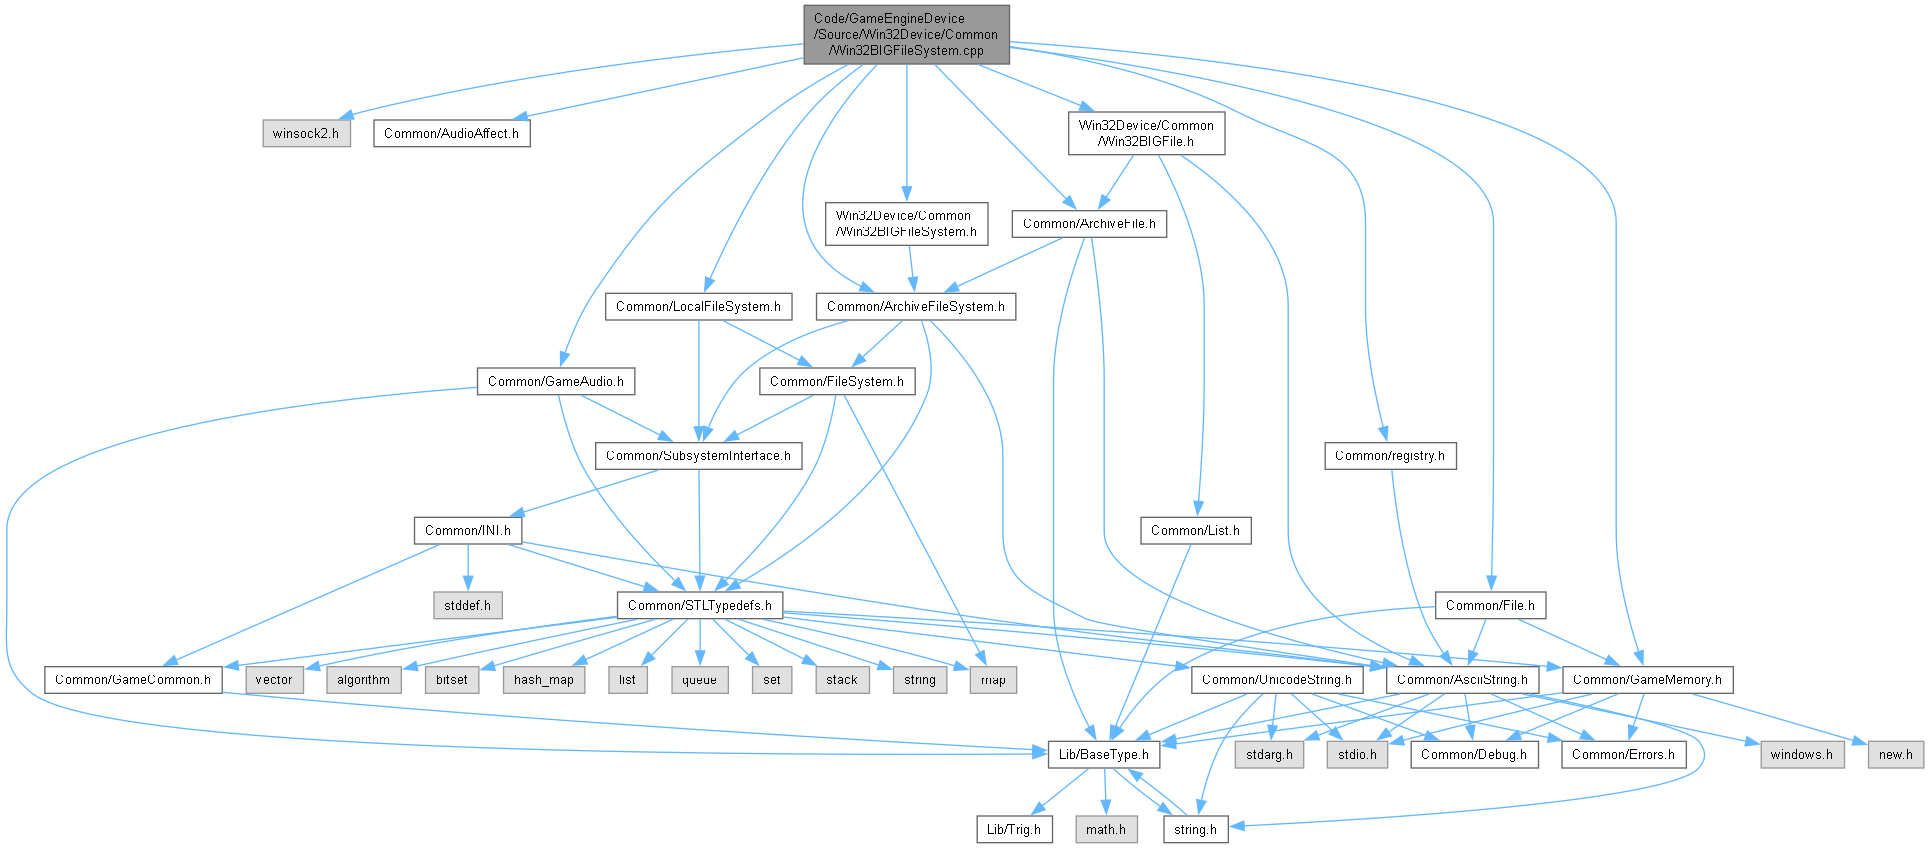 Code/GameEngineDevice
/Source/Win32Device/Common
/Win32BIGFileSystem.cpp
winsock2.h
Common/AudioAffect.h
Win32Device/Common
/Win32BIGFile.h
Win32Device/Common
/Win32BIGFileSystem.h
Common/ArchiveFile.h
Common/LocalFileSystem.h
Common/ArchiveFileSystem.h
Common/GameAudio.h
Common/FileSystem.h
Common/SubsystemInterface.h
Common/registry.h
Common/INI.h
Common/List.h
stddef.h
Common/STLTypedefs.h
Common/File.h
Common/GameCommon.h
vector
algorithm
bitset
hash_map
list
queue
set
stack
string
map
Common/UnicodeString.h
Common/AsciiString.h
Common/GameMemory.h
Lib/BaseType.h
stdarg.h
stdio.h
Common/Debug.h
Common/Errors.h
windows.h
new.h
Lib/Trig.h
math.h
string.h